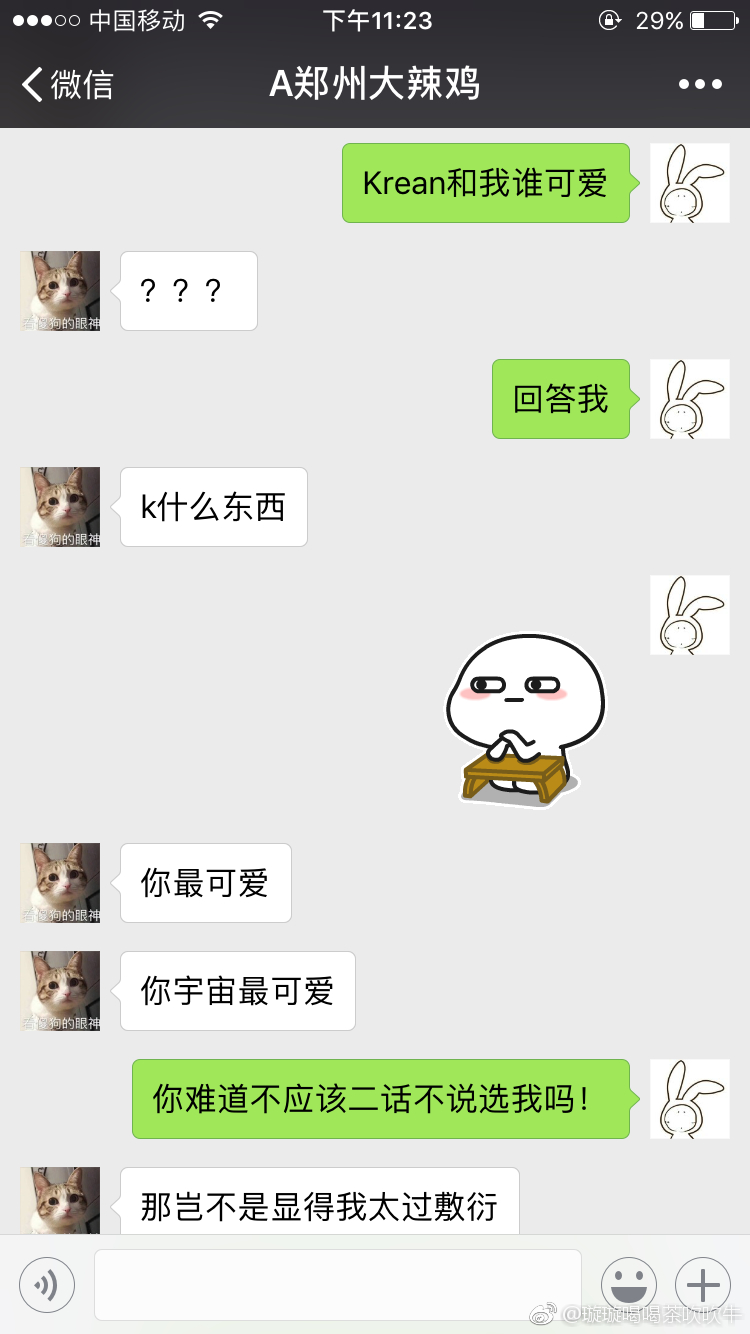 中国移动 下午11:23 29%
微信 A郑州大辣鸡
Krean和我谁可爱
???
看傻狗的眼神
回答我
k什么东西
看傻狗的眼神
你最可爱
看傻狗的眼神
你宇宙最可爱
看傻狗的眼神
你难道不应该二话不说选我吗!
那岂不是显得我太过敷衍
@璇璇喝喝茶吹吹牛